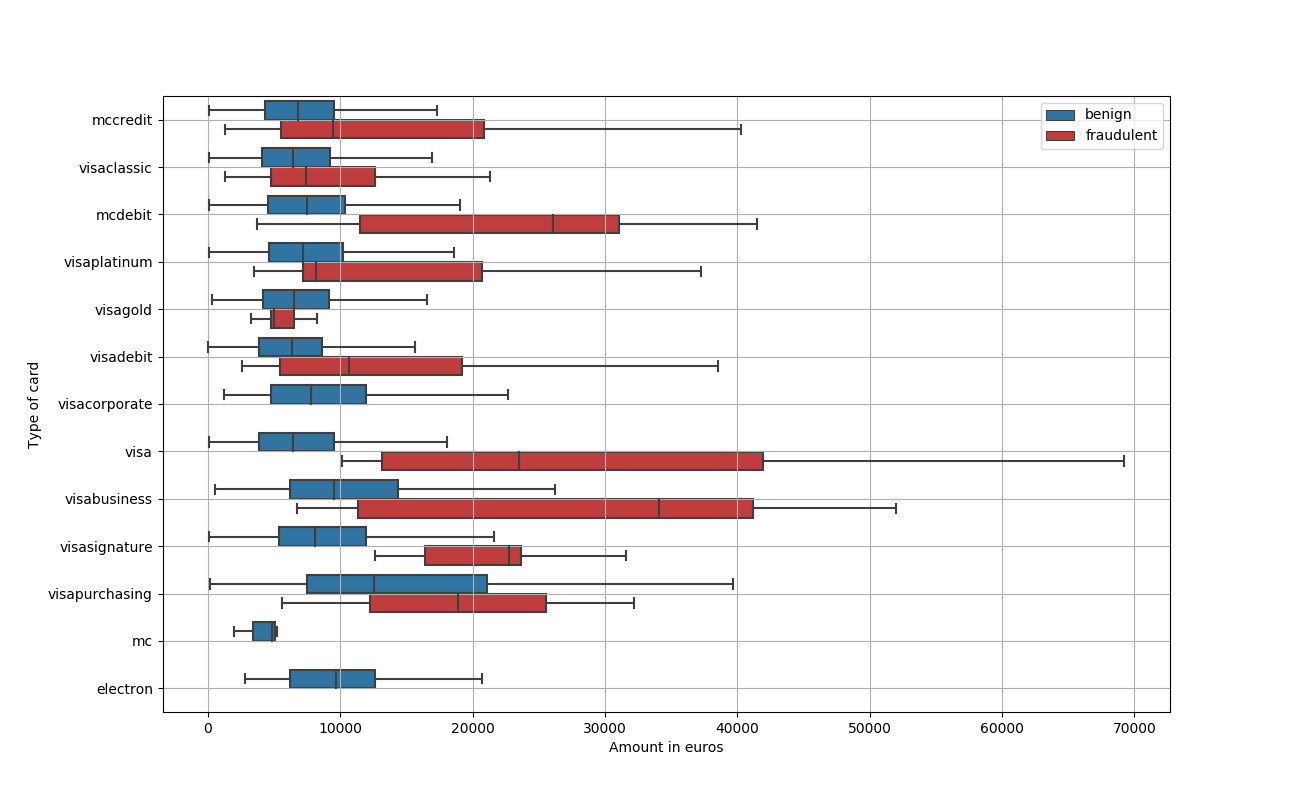 benign
fraudulent
mccredit
visaclassic
mcdebit
visaplatinum
visagold
visadebit
visacorporate
visa
visabusiness
visasignature
visapurchasing
mc
electron
Type of card
0 10000 20000 30000 40000 50000 60000 70000
Amount in euros